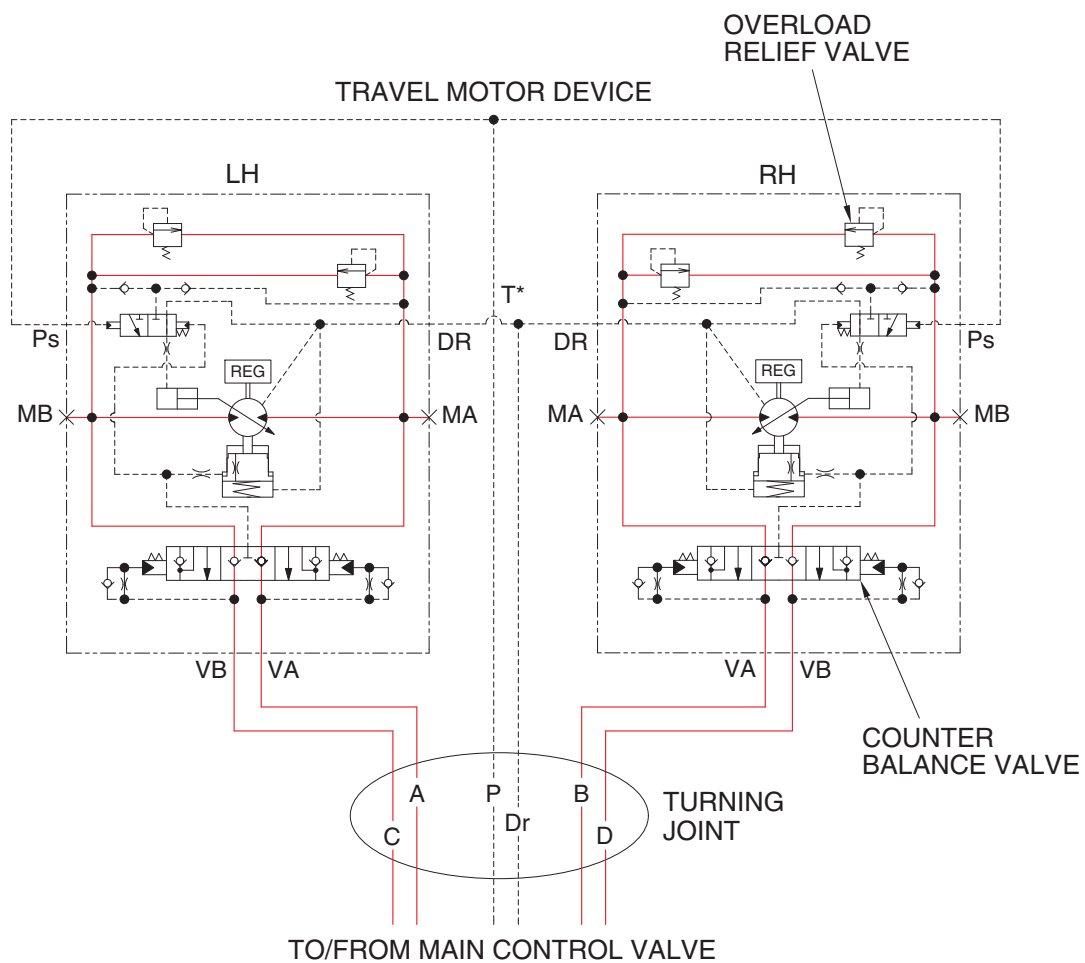 OVERLOAD
RELIEF VALVE
TRAVEL MOTOR DEVICE
LH
RH
T*
Ps
DR
DR
Ps
REG
REG
MB
MA
MA
MB
VB
VA
VA
VB
COUNTER
BALANCE VALVE
A
P
B
C
Dr
D
TURNING
JOINT
TO/FROM MAIN CONTROL VALVE